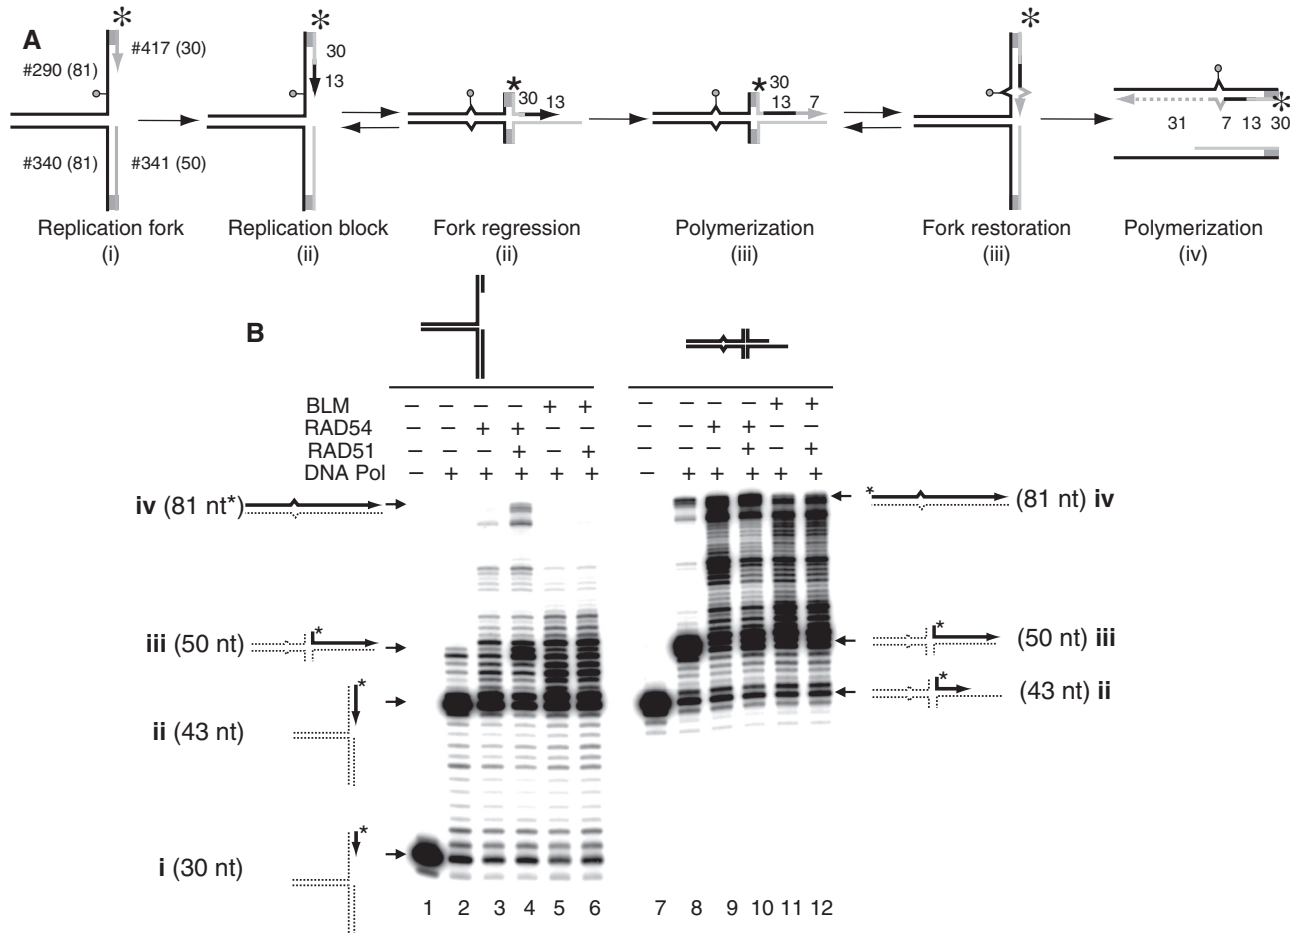 A
#417 (30)
#290 (81)
#340 (81)
#341 (50)
30
13
30
13
30
13
7
31
7
13
30
Replication fork
(i)
Replication block
(ii)
Fork regression
(ii)
Polymerization
(iii)
Fork restoration
(iii)
Polymerization
(iv)
B
BLM − − − − + + − − − − + +
RAD54 − − + + − − − − + + − −
RAD51 − − − + − + − − − + − +
DNA Pol − + + + + + − + + + + +
iv (81 nt*)
iii (50 nt)
ii (43 nt)
i (30 nt)
(81 nt) iv
(50 nt) iii
(43 nt) ii
1 2 3 4 5 6 7 8 9 10 11 12